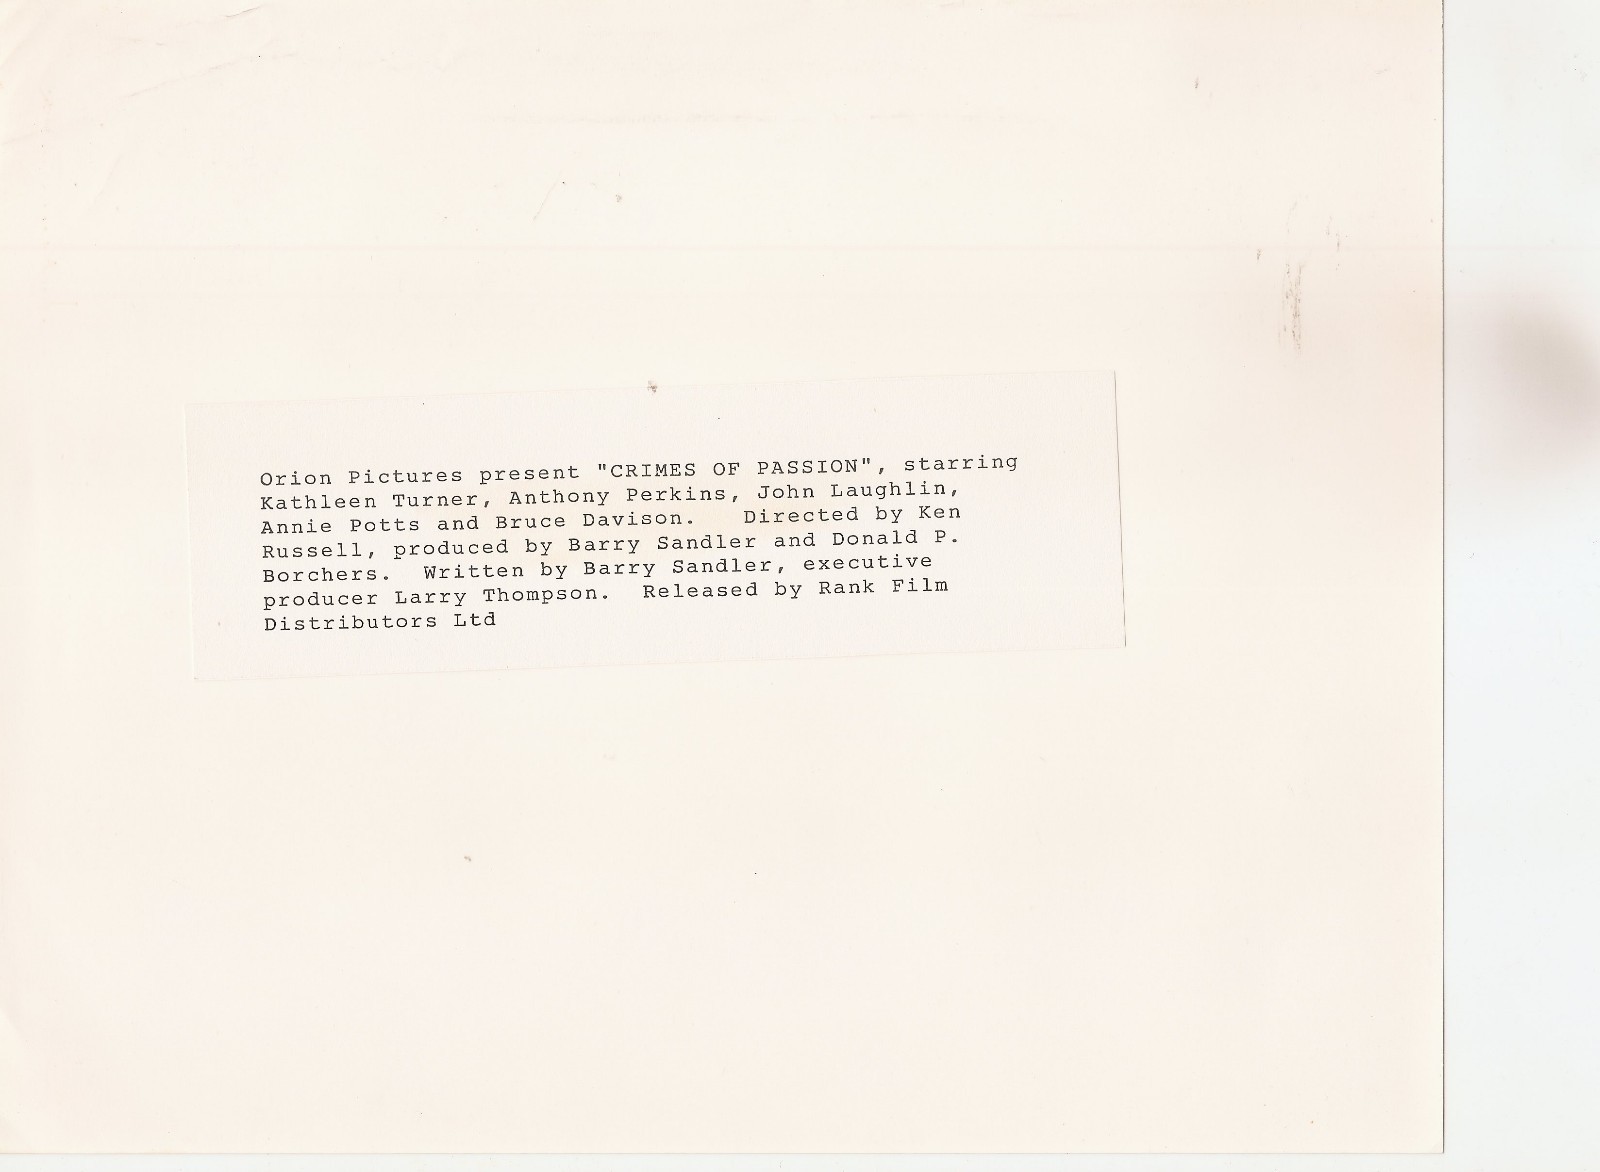 Orion Pictures present "CRIMES OF PASSION", starring
Kathleen Turner, Anthony Perkins, John Laughlin,
Annie Potts and Bruce Davison.   Directed by Ken
Russell, produced by Barry Sandler and Donald P.
Borchers.  Written by Barry Sandler, executive
producer Larry Thompson.  Released by Rank Film
Distributors Ltd